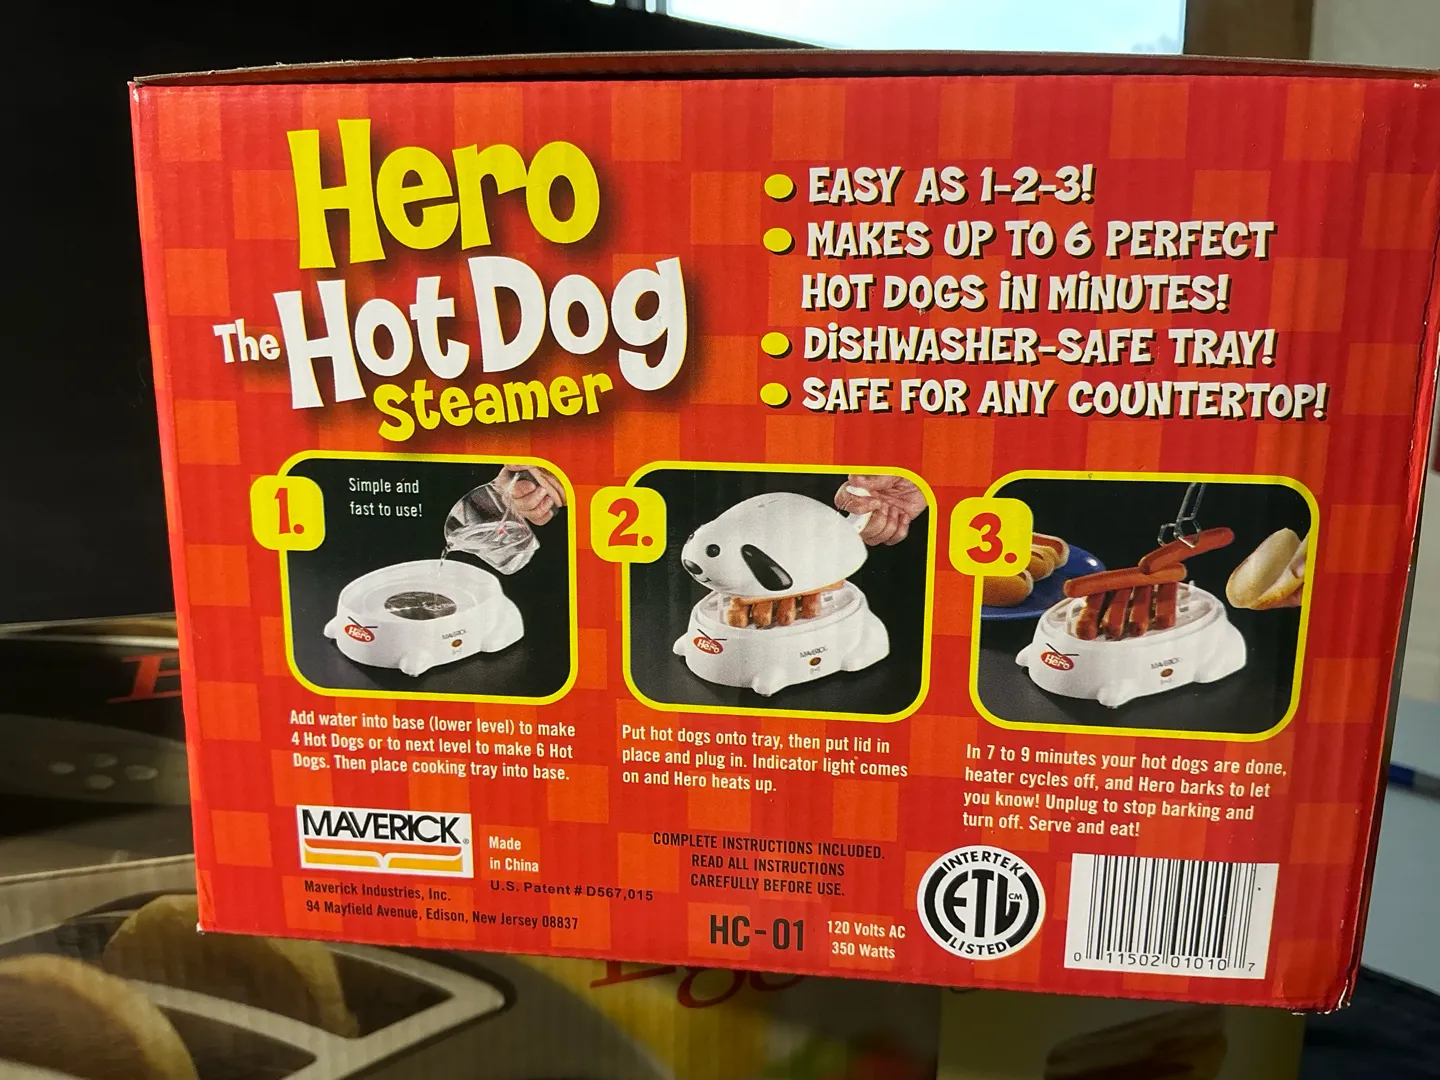 Hero
The Hot Dog
Steamer
EASY AS 1-2-3!
MAKES UP TO 6 PERFECT
HOT DOGS IN MINUTES!
DISHWASHER-SAFE TRAY!
SAFE FOR ANY COUNTERTOP!
1.
Simple and
fast to use!
Hero
MAVERICK
Add water into base (lower level) to make
4 Hot Dogs or to next level to make 6 Hot
Dogs. Then place cooking tray into base.
2.
Hero
MAVERICK
Put hot dogs onto tray, then put lid in
place and plug in. Indicator light comes
on and Hero heats up.
3.
Hero
MAVERICK
In 7 to 9 minutes your hot dogs are done,
heater cycles off, and Hero barks to let
you know! Unplug to stop barking and
turn off. Serve and eat!
MAVERICK®
Made
in China
Maverick Industries, Inc.
94 Mayfield Avenue, Edison, New Jersey 08837
U.S. Patent # D567,015
COMPLETE INSTRUCTIONS INCLUDED.
READ ALL INSTRUCTIONS
CAREFULLY BEFORE USE.
HC-01
120 Volts AC
350 Watts
INTERTEK
ETL CM
LISTED
0 11502 01010 7